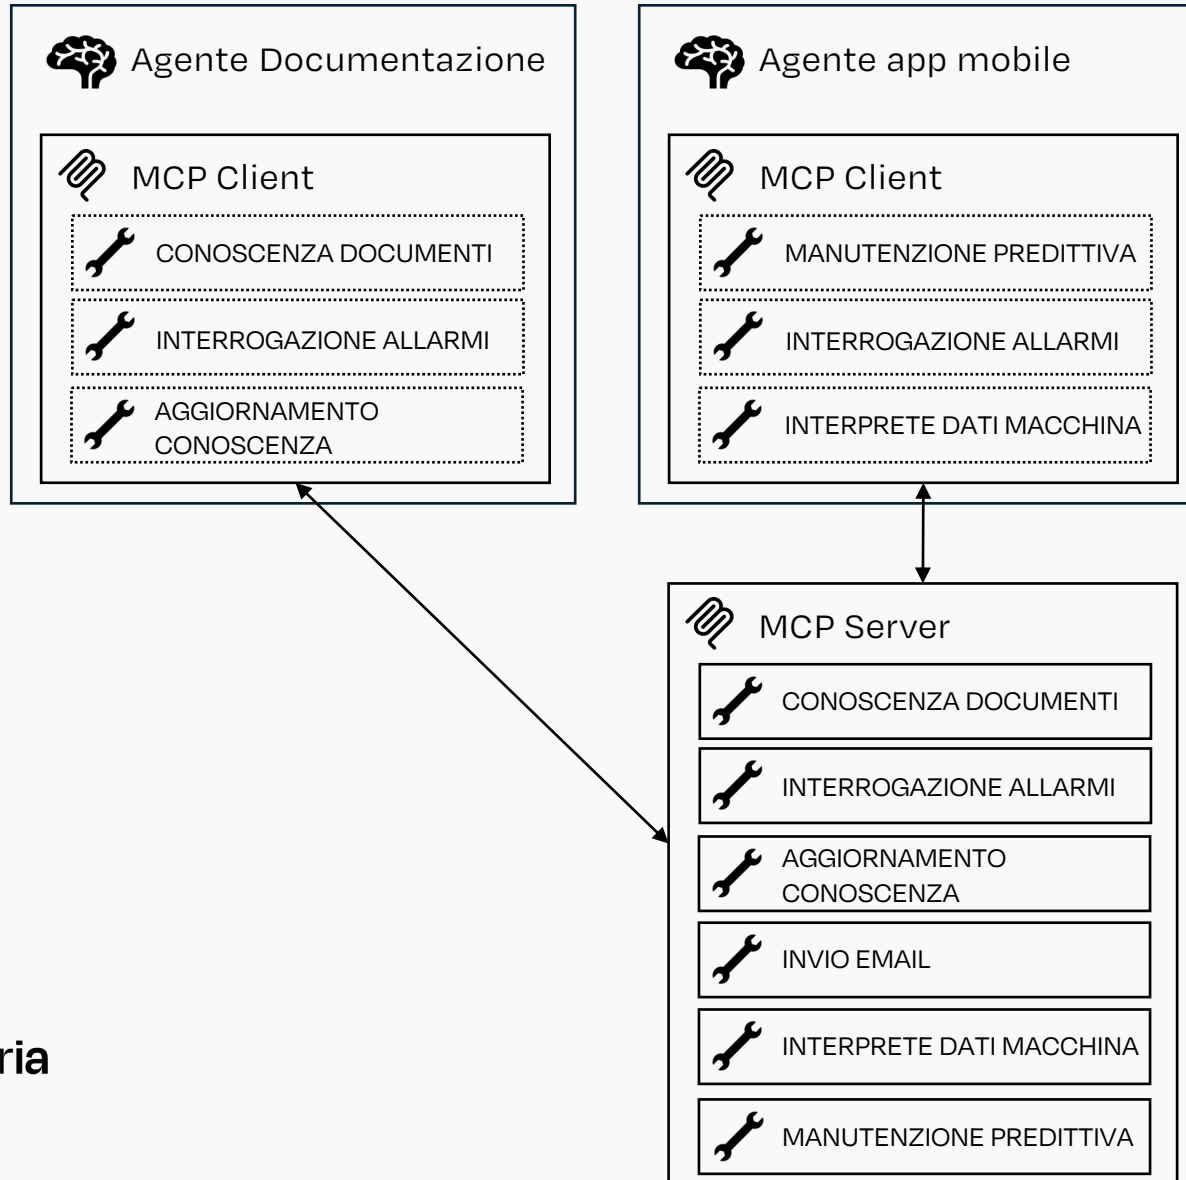 Agente Documentazione
MCP Client
CONOSCENZA DOCUMENTI
INTERROGAZIONE ALLARMI
AGGIORNAMENTO
CONOSCENZA
Agente app mobile
MCP Client
MANUTENZIONE PREDITTIVA
INTERROGAZIONE ALLARMI
INTERPRETE DATI MACCHINA
MCP Server
CONOSCENZA DOCUMENTI
INTERROGAZIONE ALLARMI
AGGIORNAMENTO
CONOSCENZA
INVIO EMAIL
INTERPRETE DATI MACCHINA
MANUTENZIONE PREDITTIVA
ria